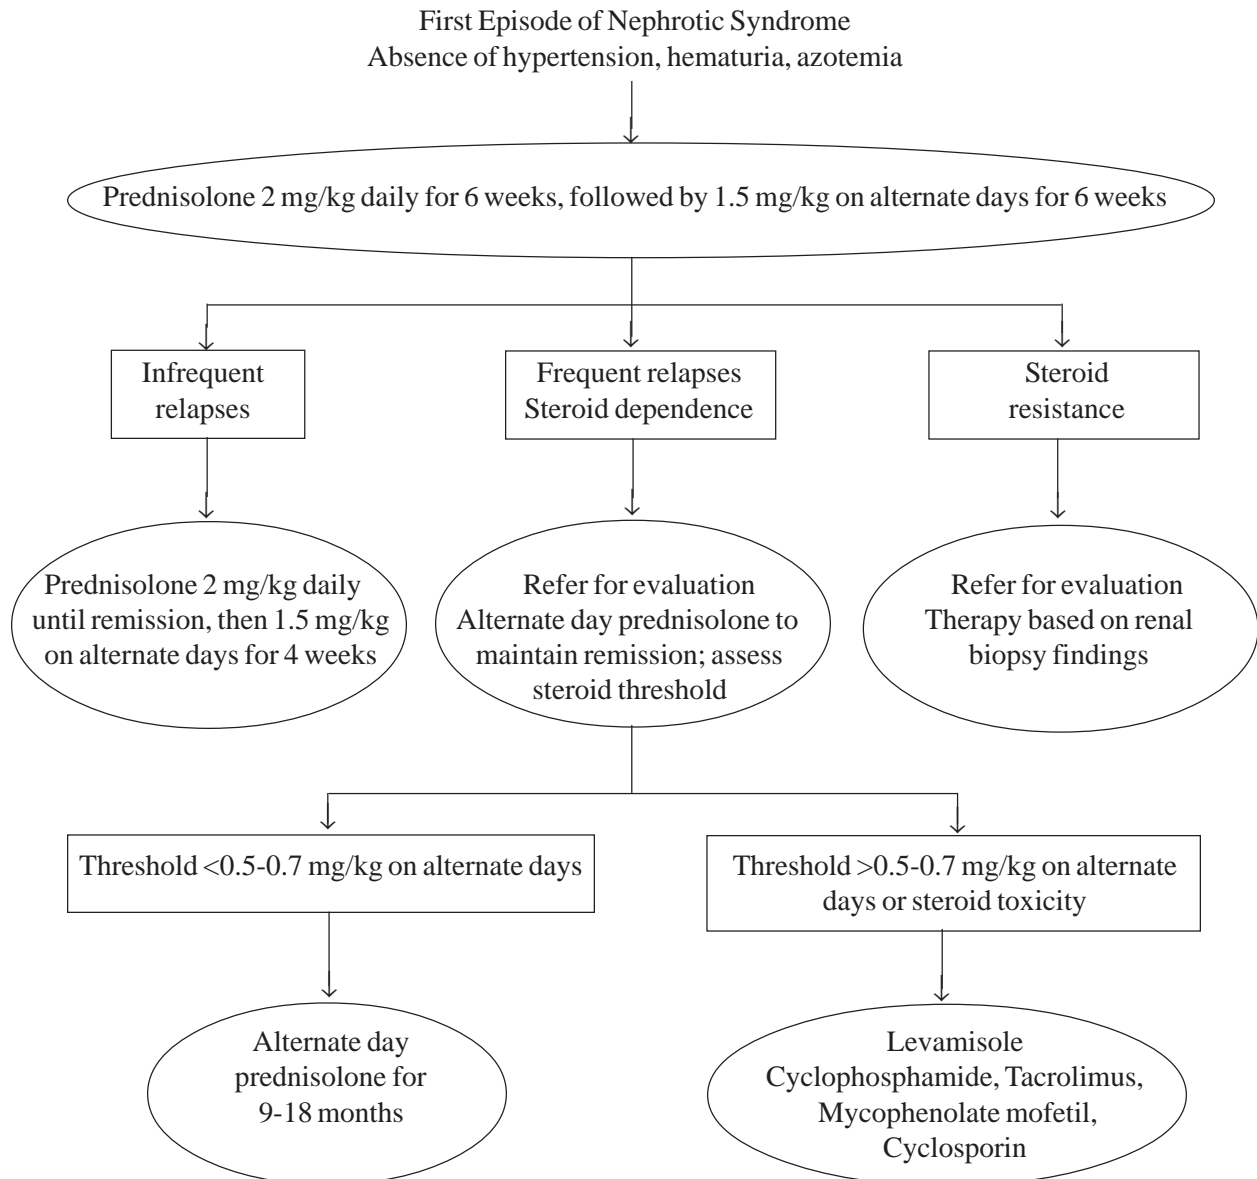 First Episode of Nephrotic Syndrome
Absence of hypertension, hematuria, azotemia
Prednisolone 2 mg/kg daily for 6 weeks, followed by 1.5 mg/kg on alternate days for 6 weeks
Infrequent
relapses
Frequent relapses
Steroid dependence
Steroid
resistance
Prednisolone 2 mg/kg daily
until remission, then 1.5 mg/kg
on alternate days for 4 weeks
Refer for evaluation
Alternate day prednisolone to
maintain remission; assess
steroid threshold
Refer for evaluation
Therapy based on renal
biopsy findings
Threshold <0.5-0.7 mg/kg on alternate days
Threshold >0.5-0.7 mg/kg on alternate
days or steroid toxicity
Alternate day
prednisolone for
9-18 months
Levamisole
Cyclophosphamide, Tacrolimus,
Mycophenolate mofetil,
Cyclosporin